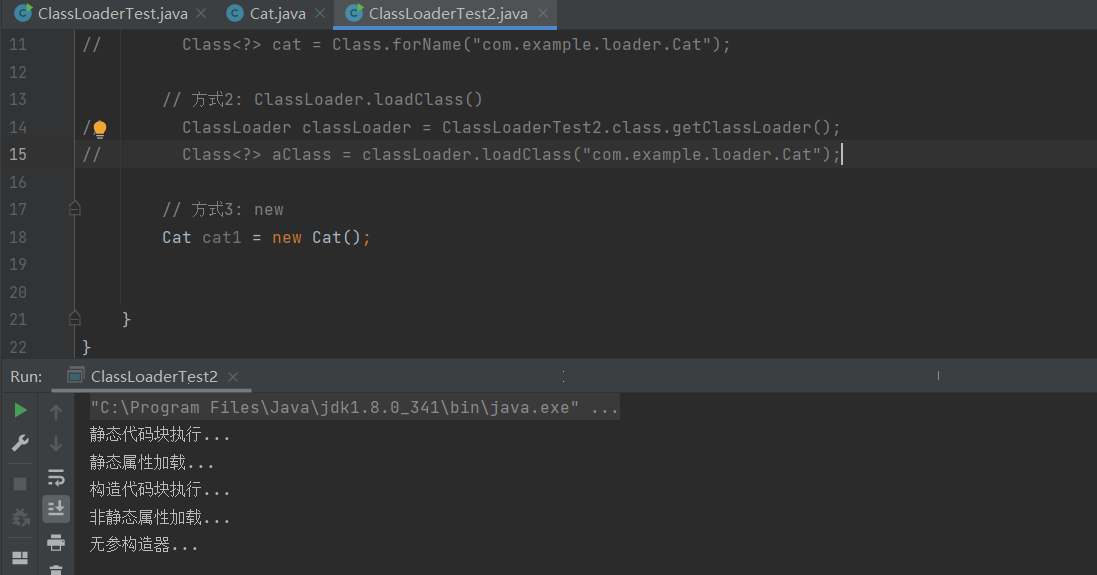 ClassLoaderTest.java × Cat.java × ClassLoaderTest2.java ×
11 // Class<?> cat = Class.forName("com.example.loader.Cat");
12
13 // 方式2: ClassLoader.loadClass()
14 / ClassLoader classLoader = ClassLoaderTest2.class.getClassLoader();
15 // Class<?> aClass = classLoader.loadClass("com.example.loader.Cat");
16
17 // 方式3: new
18 Cat cat1 = new Cat();
19
20
21 }
22 }
Run: ClassLoaderTest2 ×
"C:\Program Files\Java\jdk1.8.0_341\bin\java.exe" ...
静态代码块执行...
静态属性加载...
构造代码块执行...
非静态属性加载...
无参构造器...